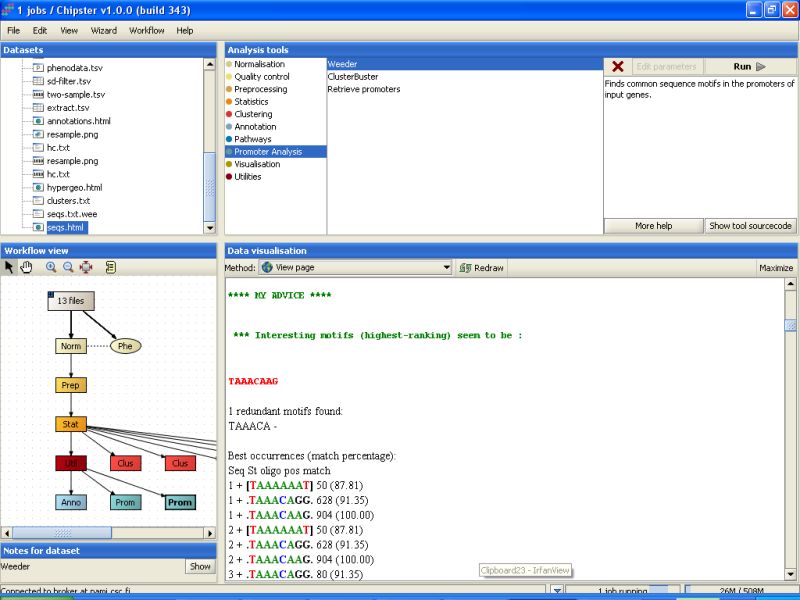 1 jobs / Chipster v1.0.0 (build 343)
File Edit View Wizard Workflow Help
Datasets
phenodata.tsv
sd-filter.tsv
two-sample.tsv
extract.tsv
annotations.html
resample.png
hc.txt
resample.png
hc.txt
hypergeo.html
clusters.txt
seqs.txt.wee
seqs.html
Analysis tools
Normalisation
Quality control
Preprocessing
Statistics
Clustering
Annotation
Pathways
Promoter Analysis
Visualisation
Utilities
Weeder
ClusterBuster
Retrieve promoters
Edit parameters Run
Finds common sequence motifs in the promoters of
input genes.
More help Show tool sourcecode
Workflow view
13 files
Norm Phe
Prep
Stat
Util Clus Clus
Anno Prom Prom
Notes for dataset
Weeder Show
Data visualisation
Method: View page Redraw Maximize
**** MY ADVICE ****
*** Interesting motifs (highest-ranking) seem to be :
TAAACAAG
1 redundant motifs found:
TAAACA -
Best occurrences (match percentage):
Seq St oligo pos match
1 + [TAAAAAAT] 50 (87.81)
1 + .TAAACAGG. 628 (91.35)
1 + .TAAACAAG. 904 (100.00)
2 + [TAAAAAAT] 50 (87.81)
2 + .TAAACAGG. 628 (91.35)
2 + .TAAACAAG. 904 (100.00)
3 + .TAAACAGG. 80 (91.35)
Clipboard23 - IrfanView
Connected to broker at nami.csc.fi 1 job running 26M / 508M